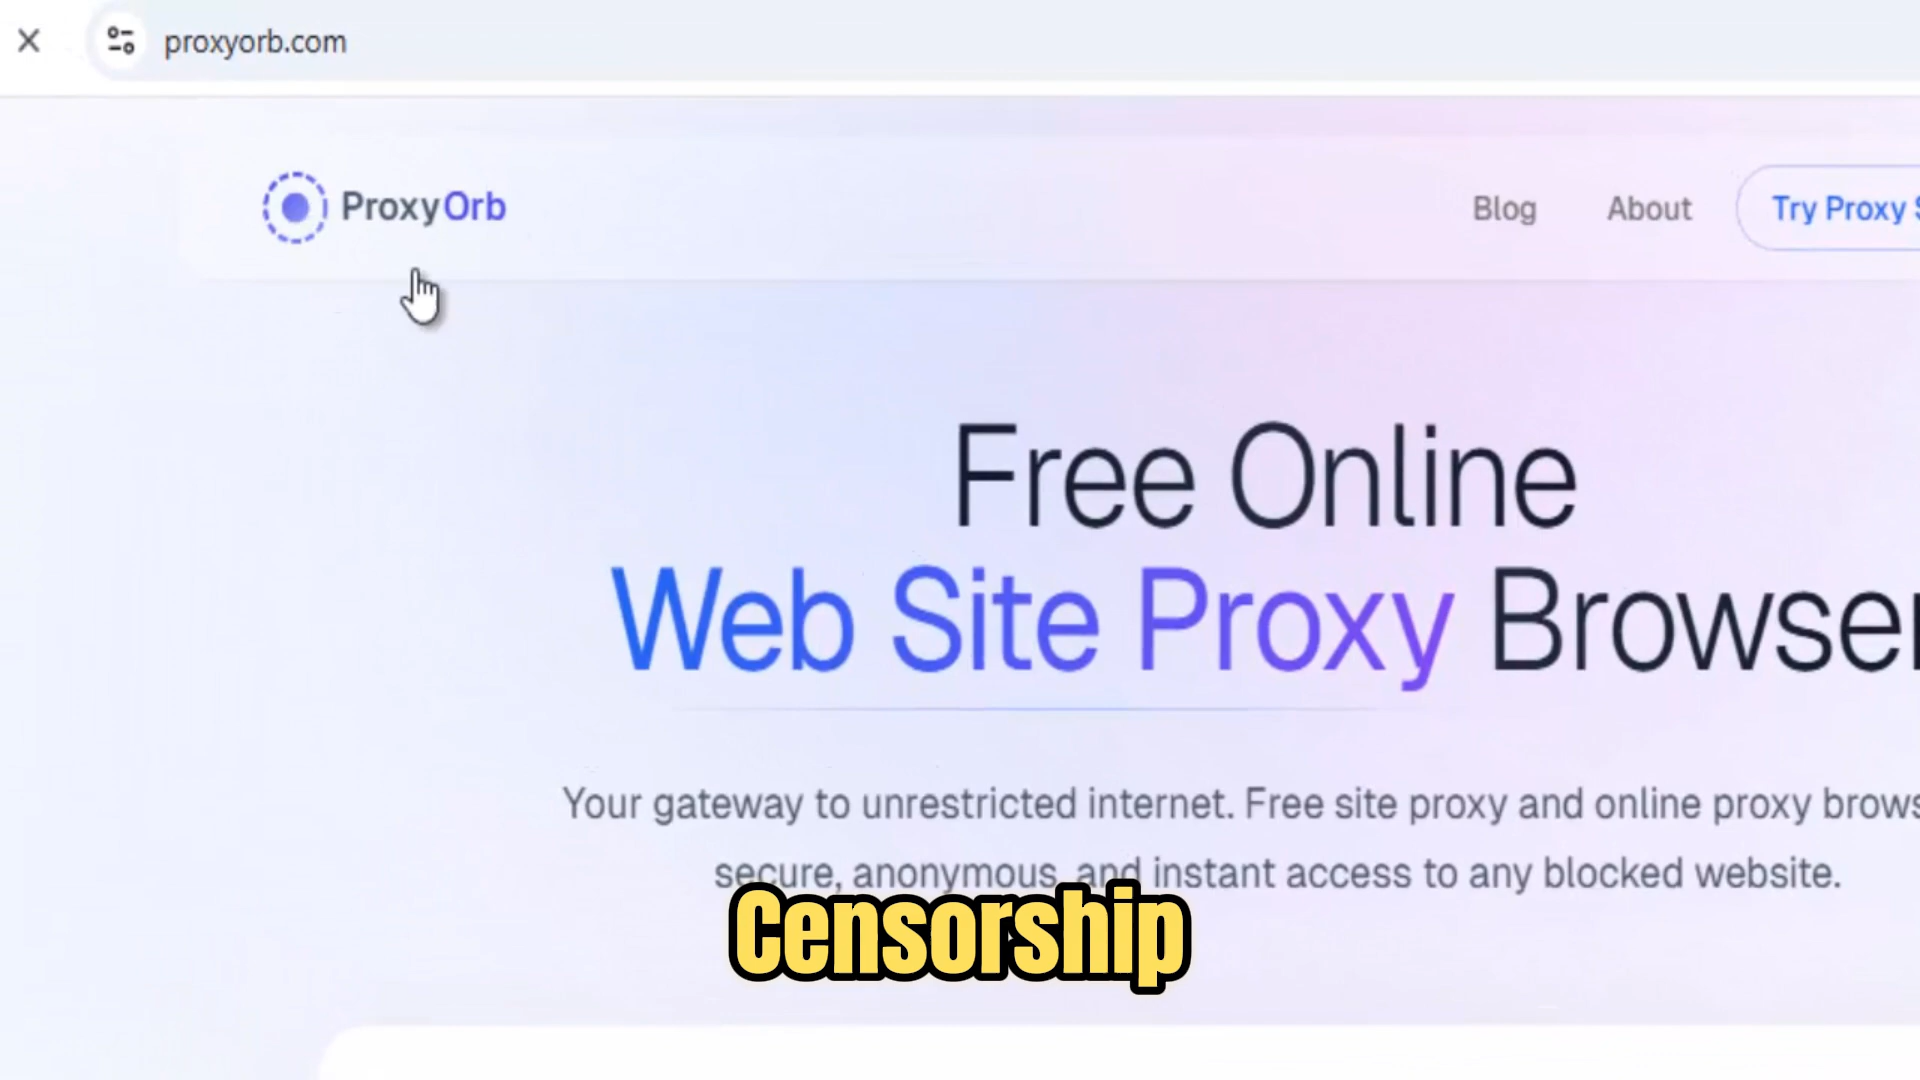 proxyorb.com
ProxyOrb
Blog
About
Try Proxy
Free Online
Web Site Proxy Browser
Your gateway to unrestricted internet. Free site proxy and online proxy
secure, anonymous, and instant access to any blocked website.
Censorship